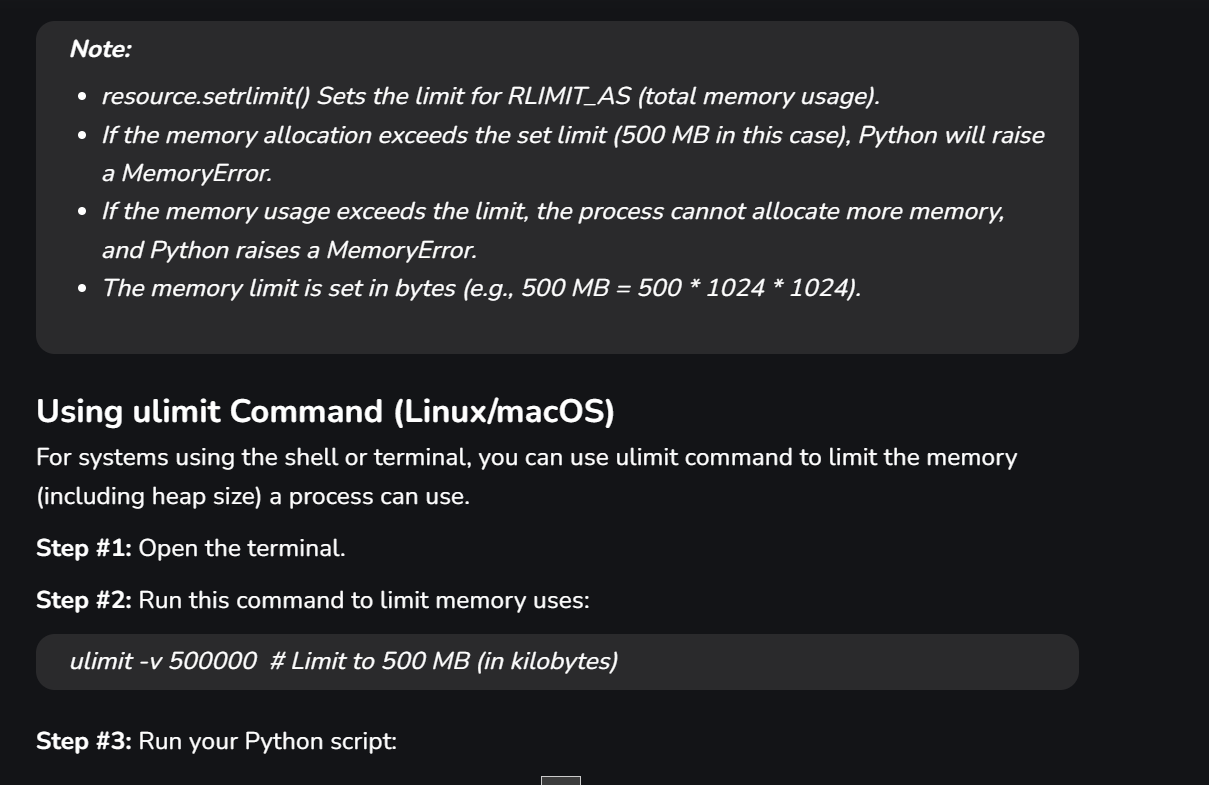 Note:
resource.setrlimit() Sets the limit for RLIMIT_AS (total memory usage).
If the memory allocation exceeds the set limit (500 MB in this case), Python will raise
a MemoryError.
If the memory usage exceeds the limit, the process cannot allocate more memory,
and Python raises a MemoryError.
The memory limit is set in bytes (e.g., 500 MB = 500 * 1024 * 1024).
Using ulimit Command (Linux/macOS)
For systems using the shell or terminal, you can use ulimit command to limit the memory
(including heap size) a process can use.
Step #1: Open the terminal.
Step #2: Run this command to limit memory uses:
ulimit -v 500000  # Limit to 500 MB (in kilobytes)
Step #3: Run your Python script: